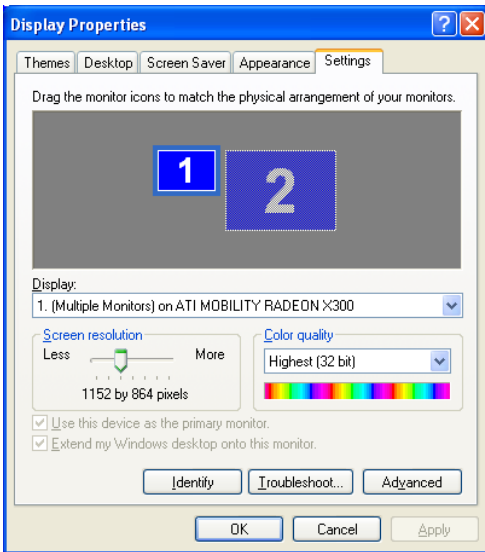 Display Properties
Themes Desktop Screen Saver Appearance Settings
Drag the monitor icons to match the physical arrangement of your monitors.
1 2
Display:
1. (Multiple Monitors) on ATI MOBILITY RADEON X300
Screen resolution Color quality
Less More Highest (32 bit)
1152 by 864 pixels
Use this device as the primary monitor.
Extend my Windows desktop onto this monitor.
Identify Troubleshoot... Advanced
OK Cancel Apply